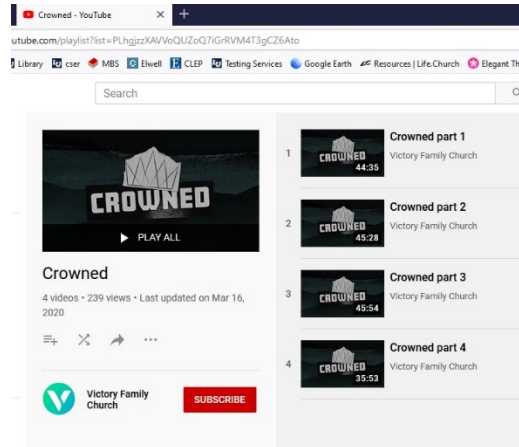 Crowned - YouTube
utube.com/playlist?list=PLhgjzzXAVVoQUZoQ7iGrRVM4T3gCZ6Ato
Library cser MBS Elwell CLEP Testing Services Google Earth Resources | Life.Church Elegant Th
Search
CROWNED
PLAY ALL
Crowned
4 videos • 239 views • Last updated on Mar 16,
2020
Victory Family
Church
SUBSCRIBE
1
CROWNED
44:35
Crowned part 1
Victory Family Church
2
CROWNED
45:28
Crowned part 2
Victory Family Church
3
CROWNED
45:54
Crowned part 3
Victory Family Church
4
CROWNED
35:53
Crowned part 4
Victory Family Church